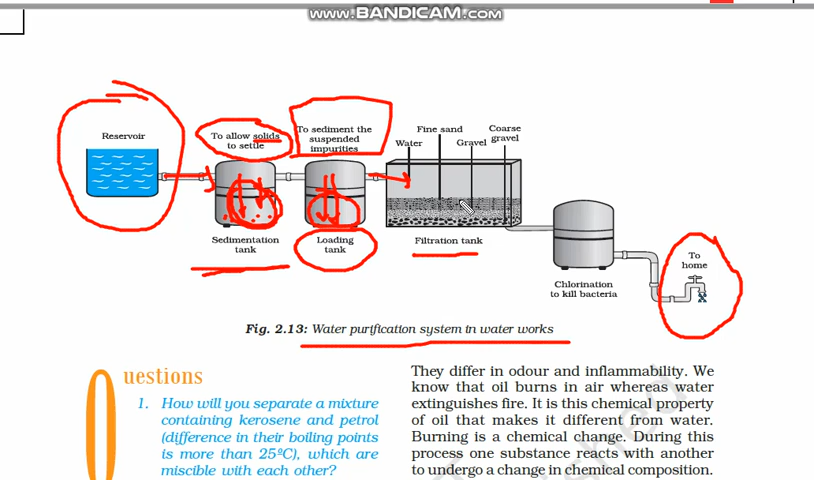 www.BANDICAM.com
Reservoir
To allow solids
to settle
To sediment the
suspended
impurities
Water
Fine sand
Gravel
Coarse
gravel
Sedimentation
tank
Loading
tank
Filtration tank
Chlorination
to kill bacteria
To
home
Fig. 2.13: Water purification system in water works
Questions
1. How will you separate a mixture
containing kerosene and petrol
(difference in their boiling points
is more than 25ºC), which are
miscible with each other?
They differ in odour and inflammability. We
know that oil burns in air whereas water
extinguishes fire. It is this chemical property
of oil that makes it different from water.
Burning is a chemical change. During this
process one substance reacts with another
to undergo a change in chemical composition.